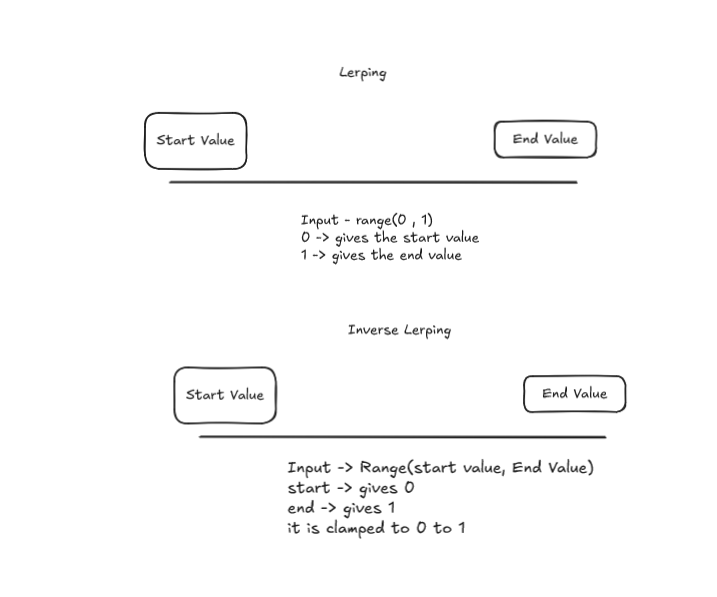 Lerping
Start Value
End Value
Input - range(0 , 1)
0 -> gives the start value
1 -> gives the end value
Inverse Lerping
Start Value
End Value
Input -> Range(start value, End Value)
start -> gives 0
end -> gives 1
it is clamped to 0 to 1